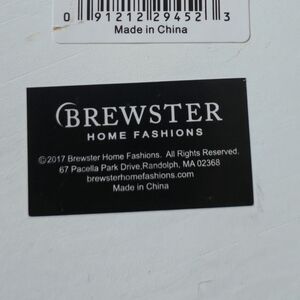 0 91212 29452 3
Made in China
BREWSTER
HOME FASHIONS
©2017 Brewster Home Fashions. All Rights Reserved.
67 Pacella Park Drive,Randolph, MA 02368
brewsterhomefashions.com
Made in China